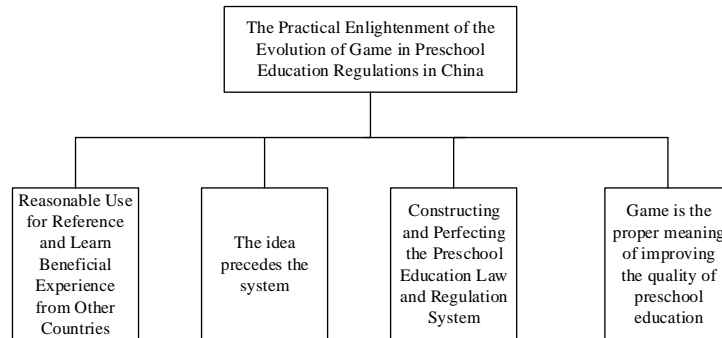 The Practical Enlightenment of the
Evolution of Game in Preschool
Education Regulations in China
Reasonable Use
for Reference
and Learn
Beneficial
Experience
from Other
Countries
The idea
precedes the
system
Constructing
and Perfecting
the Preschool
Education Law
and Regulation
System
Game is the
proper meaning
of improving
the quality of
preschool
education